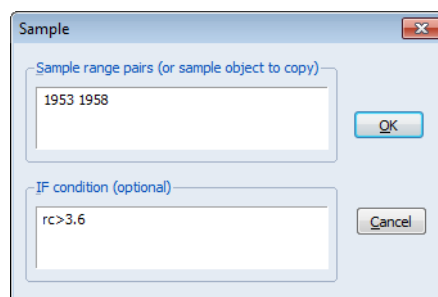 Sample
Sample range pairs (or sample object to copy)
1953 1958
OK
IF condition (optional)
rc>3.6
Cancel